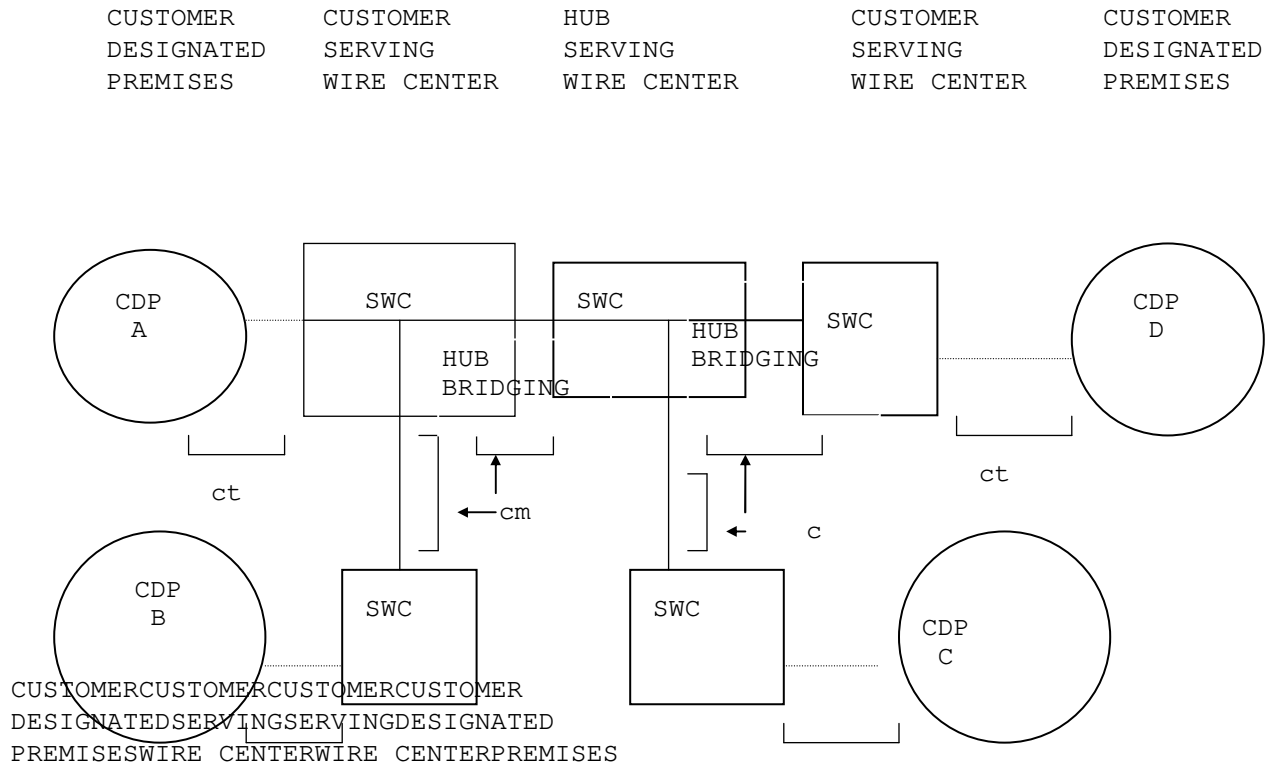 CUSTOMER CUSTOMER HUB CUSTOMER CUSTOMER
DESIGNATED SERVING SERVING SERVING DESIGNATED
PREMISES WIRE CENTER WIRE CENTER WIRE CENTER PREMISES
CDP
A
SWC
HUB
BRIDGING
SWC
HUB
BRIDGING
SWC
CDP
D
ct
cm
c
ct
CDP
B
SWC
SWC
CDP
C
CUSTOMERCUSTOMERCUSTOMERCUSTOMER
DESIGNATEDSERVINGSERVINGDESIGNATED
PREMISESWIRE CENTERWIRE CENTERPREMISES